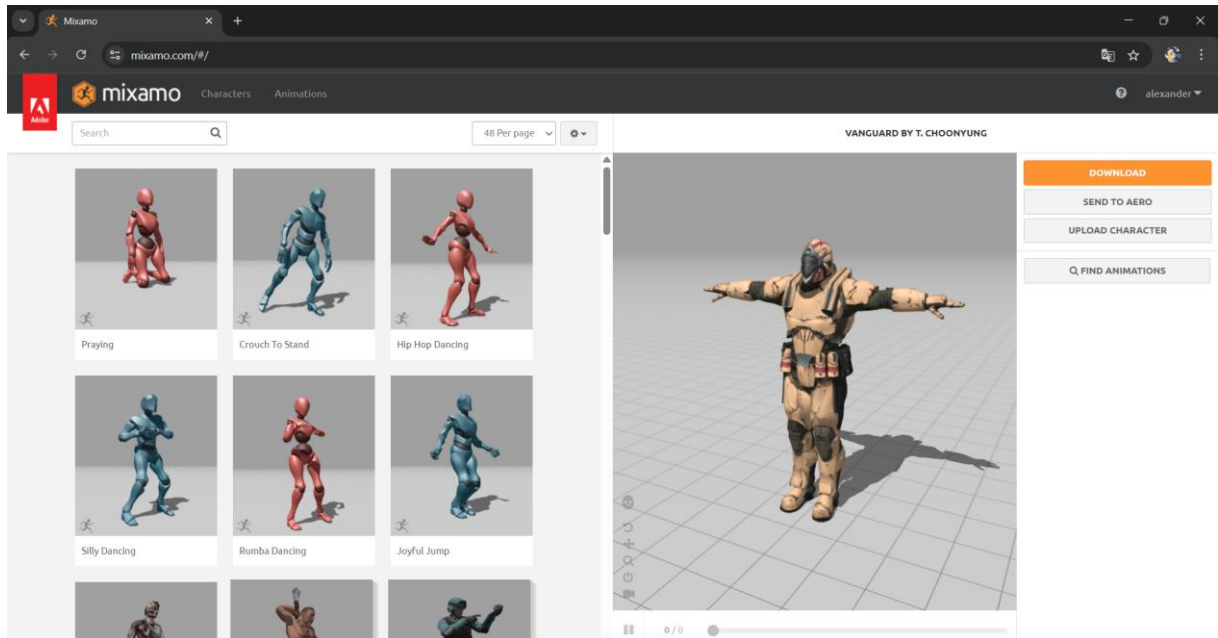 Mixamo
mixamo.com/#/
Adobe
mixamo Characters Animations alexander
Search 48 Per page
VANGUARD BY T. CHOONYUNG
DOWNLOAD
SEND TO AERO
UPLOAD CHARACTER
FIND ANIMATIONS
Praying Crouch To Stand Hip Hop Dancing
Silly Dancing Rumba Dancing Joyful Jump
0 / 0